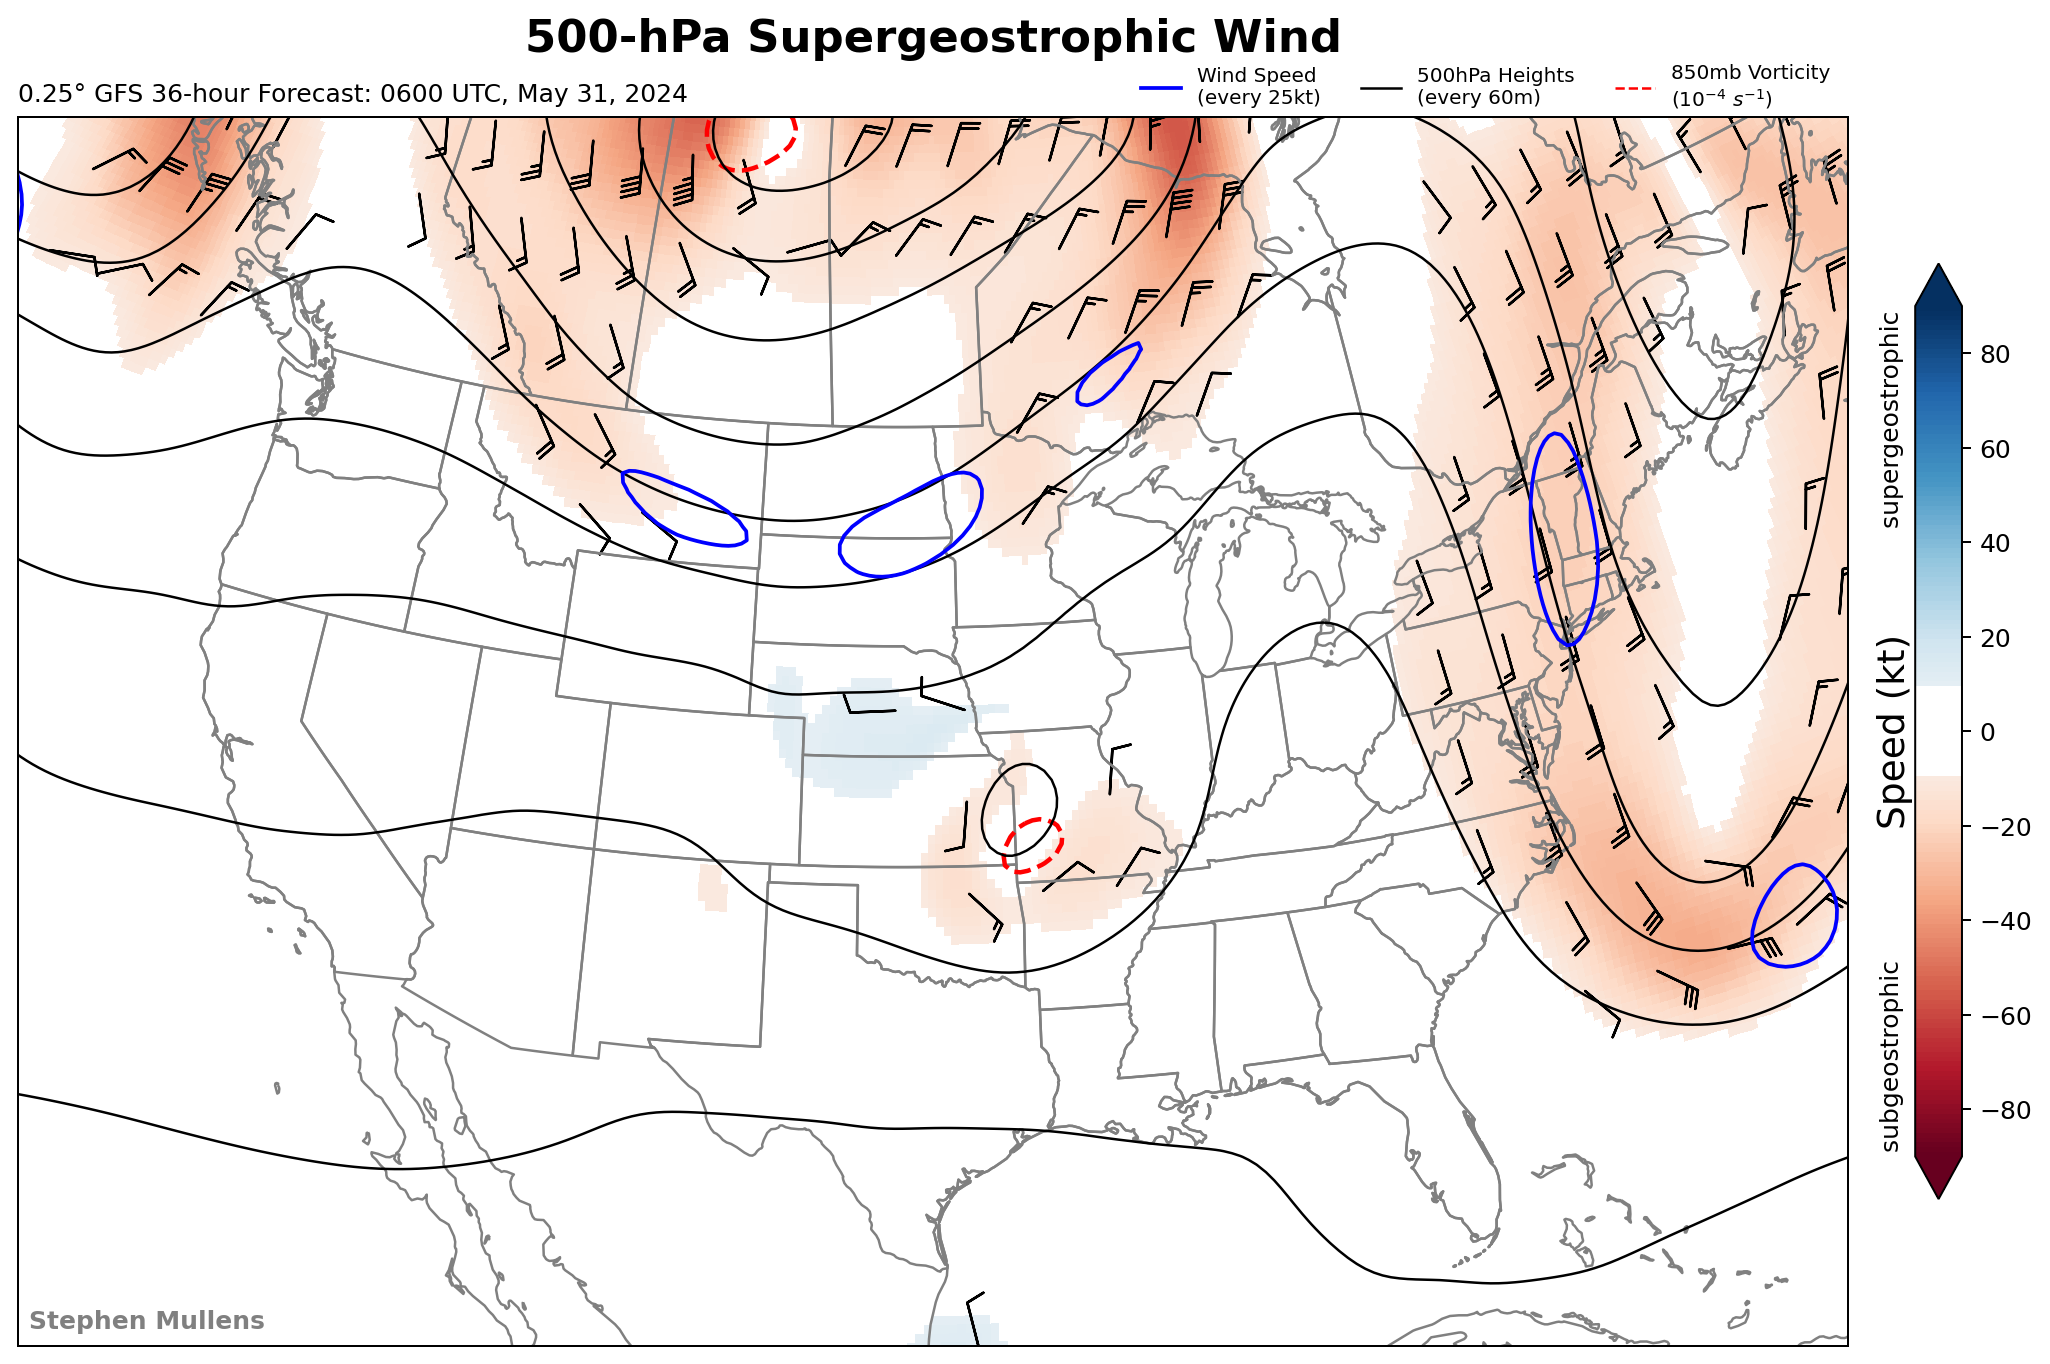 500-hPa Supergeostrophic Wind
0.25° GFS 36-hour Forecast: 0600 UTC, May 31, 2024
Wind Speed
(every 25kt)
500hPa Heights
(every 60m)
850mb Vorticity
(10⁻⁴ s⁻¹)
supergeostrophic
Speed (kt)
subgeostrophic
80
60
40
20
0
−20
−40
−60
−80
Stephen Mullens